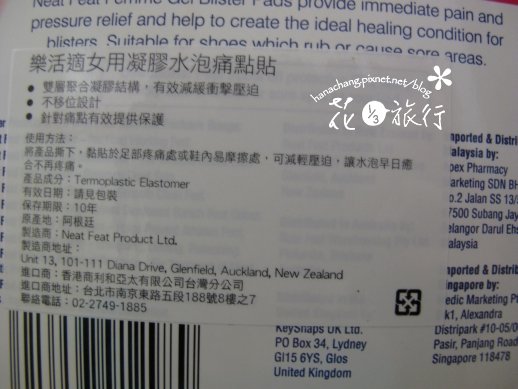 Neat Feat Femme Gel Blister Pads provide immediate pain and
pressure relief and help to create the ideal healing condition for
blisters. Suitable for shoes which rub or cause sore areas.
樂活適女用凝膠水泡痛點貼
● 雙層聚合凝膠結構，有效減緩衝擊壓迫
● 不移位設計
● 針對痛點有效提供保護
使用方法：
將產品撕下，黏貼於足部疼痛處或鞋內易摩擦處，可減輕壓迫，讓水泡早日癒
合不再疼痛。
產品成分：Termoplastic Elastomer
有效日期：請見包裝
保存期限：10年
原產地：阿根廷
製造商：Neat Feat Product Ltd.
製造商地址：
Unit 13, 101-111 Diana Drive, Glenfield, Auckland, New Zealand
進口商：香港商利和亞太有限公司台灣分公司
進口商地址：台北市南京東路五段188號8樓之7
聯絡電話：02-2749-1885
hanachang.pixnet.net/blog
花 1/3 旅行
mported &
Malaysia by:
pex Pharmacy
Marketing SDN BH
o.2 Jalan SS 13/
47500 Subang Jay
elangor Darul Ehs
Malaysia
mported &
Singapore by:
edic Marketing
k1, Alexandra
Distripark #10-05/0
Pasir, Panjang Road
Singapore 118478
KeySnaps UK Ltd.
PO Box 34, Lydney
Gl15 6YS, Glos
United Kingdom